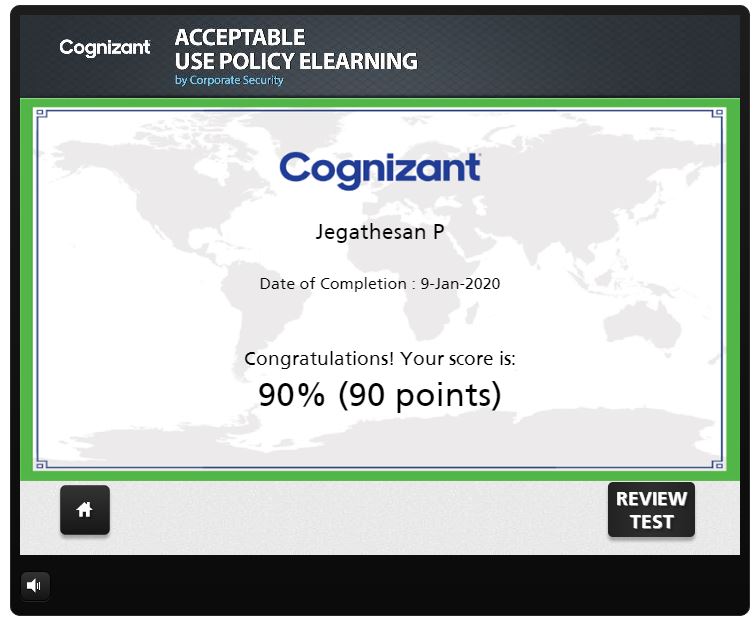 Cognizant
ACCEPTABLE
USE POLICY ELEARNING
by Corporate Security
Cognizant
Jegathesan P
Date of Completion : 9-Jan-2020
Congratulations! Your score is:
90% (90 points)
REVIEW
TEST